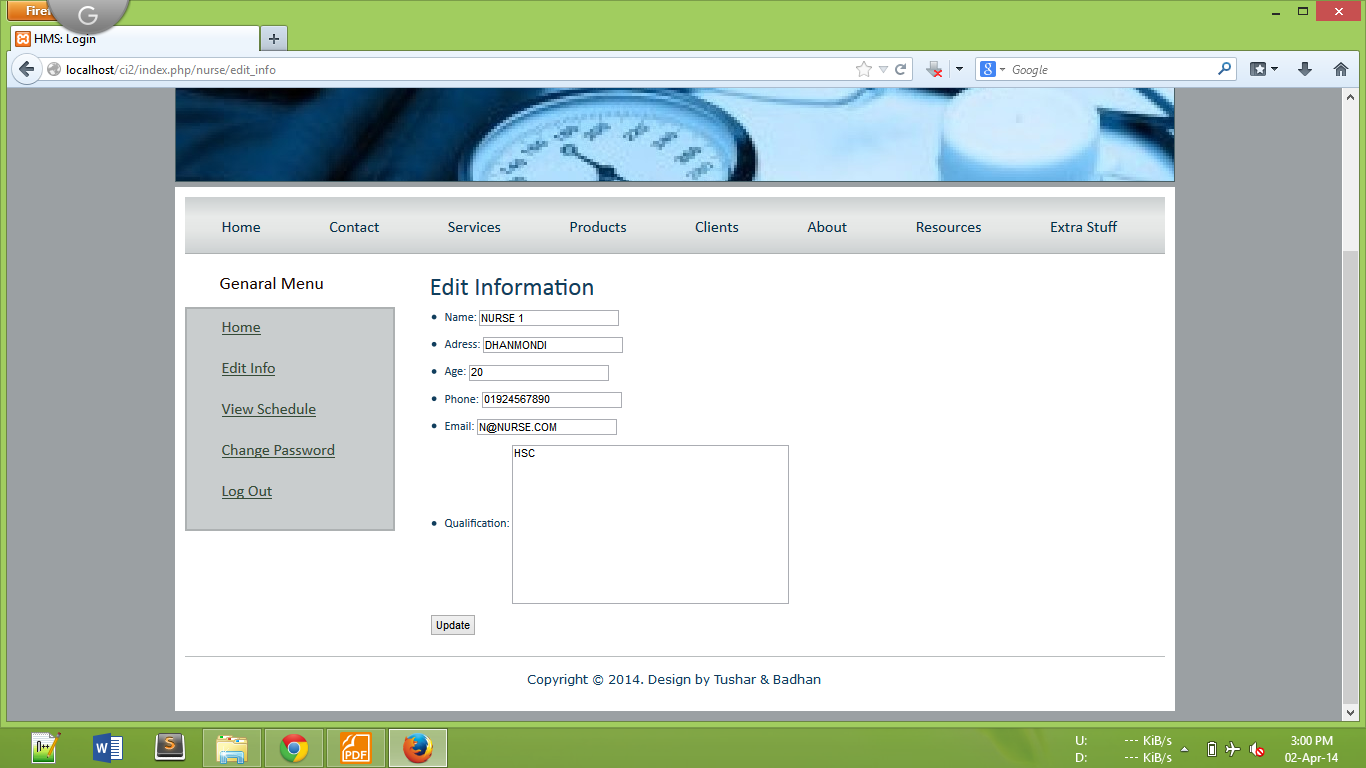 Firef
G
HMS: Login
localhost/ci2/index.php/nurse/edit_info
Google
Home Contact Services Products Clients About Resources Extra Stuff
Genaral Menu
Home
Edit Info
View Schedule
Change Password
Log Out
Edit Information
Name: NURSE 1
Adress: DHANMONDI
Age: 20
Phone: 01924567890
Email: N@NURSE.COM
Qualification: HSC
Update
Copyright © 2014. Design by Tushar & Badhan
U: --- KiB/s
D: --- KiB/s
3:00 PM
02-Apr-14